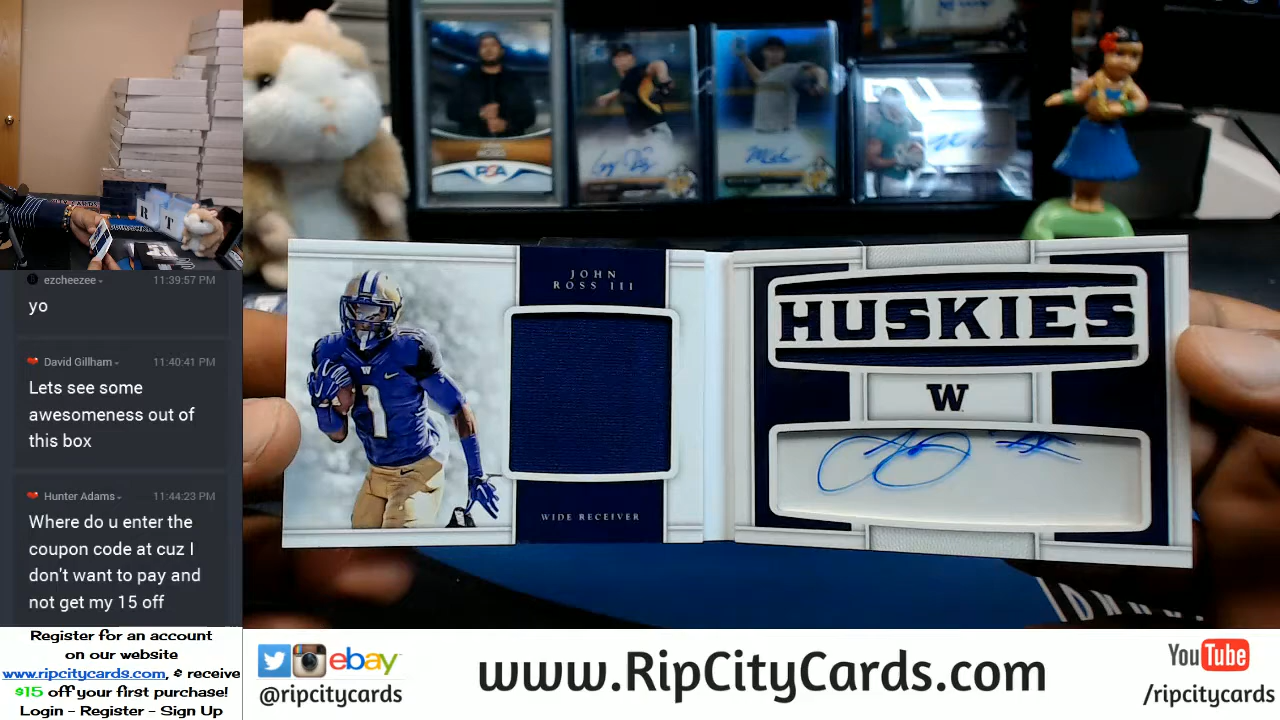 ezcheezee
11:39:57 PM
yo
David Gillham
11:40:41 PM
Lets see some
awesomeness out of
this box
Hunter Adams
11:44:23 PM
Where do u enter the
coupon code at cuz I
don't want to pay and
not get my 15 off
Register for an account
on our website
www.ripcitycards.com, & receive
$15 off your first purchase!
Login - Register - Sign Up
R T
PSA
JOHN
ROSS III
W
1
WIDE RECEIVER
HUSKIES
W
ebay
@ripcitycards
www.RipCityCards.com
YouTube
/ripcitycards